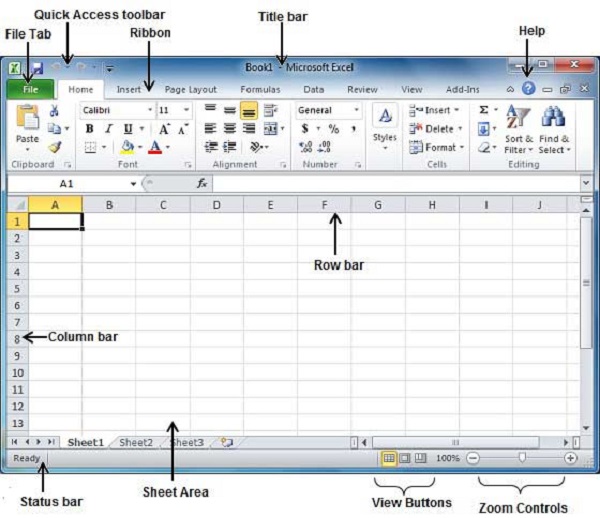 Quick Access toolbar
Title bar
File Tab
Ribbon
Help
Book1 - Microsoft Excel
File Home Insert Page Layout Formulas Data Review View Add-Ins
Calibri 11 General Insert Σ
Paste B I U A A $ % , Styles Delete Sort & Find &
Format Filter Select
Clipboard Font Alignment Number Cells Editing
A1 fx
A B C D E F G H I J
1
2
3
Row bar
4
5
6
7
8 Column bar
9
10
11
12
13
Sheet1 Sheet2 Sheet3
Ready 100%
Status bar
Sheet Area
View Buttons
Zoom Controls